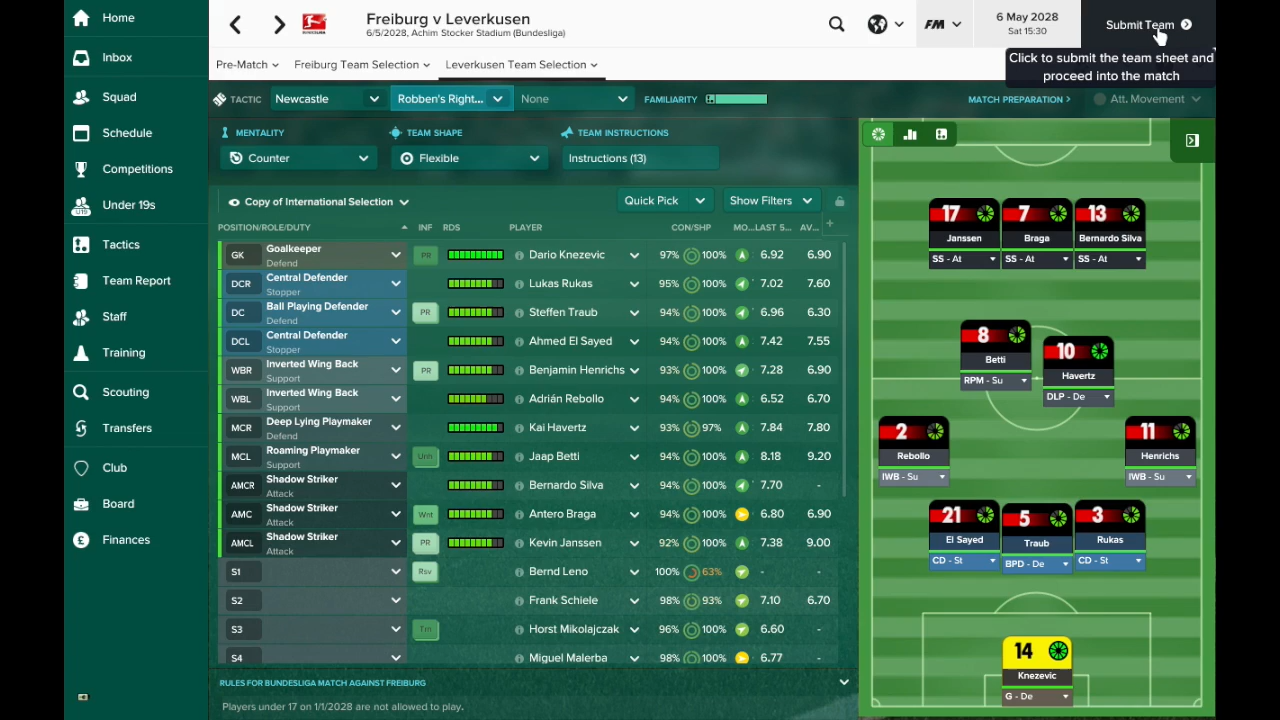 Home
Inbox
Squad
Schedule
Competitions
U19
Under 19s
Tactics
Team Report
Staff
Training
Scouting
Transfers
Club
Board
Finances
Freiburg v Leverkusen
6/5/2028, Achim Stocker Stadium (Bundesliga)
FM
6 May 2028
Sat 15:30
Submit Team
Click to submit the team sheet and
proceed into the match
Pre-Match
Freiburg Team Selection
Leverkusen Team Selection
TACTIC
Newcastle
Robben's Right...
None
FAMILIARITY
MATCH PREPARATION >
Att. Movement
MENTALITY
TEAM SHAPE
TEAM INSTRUCTIONS
Counter
Flexible
Instructions (13)
Copy of International Selection
Quick Pick
Show Filters
POSITION/ROLE/DUTY INF RDS PLAYER CON/SHP MO... LAST 5... AV...
GK Goalkeeper Defend PR Dario Knezevic 97% 100% 6.92 6.90
DCR Central Defender Stopper Lukas Rukas 95% 100% 7.02 7.60
DC Ball Playing Defender Defend PR Steffen Traub 94% 100% 6.96 6.30
DCL Central Defender Stopper Ahmed El Sayed 94% 100% 7.42 7.55
WBR Inverted Wing Back Support PR Benjamin Henrichs 93% 100% 7.28 6.90
WBL Inverted Wing Back Support Adrián Rebollo 94% 100% 6.52 6.70
MCR Deep Lying Playmaker Defend Kai Havertz 93% 97% 7.84 7.80
MCL Roaming Playmaker Support Unh Jaap Betti 94% 100% 8.18 9.20
AMCR Shadow Striker Attack Bernardo Silva 94% 100% 7.70 -
AMC Shadow Striker Attack Wnt Antero Braga 94% 100% 6.80 6.90
AMCL Shadow Striker Attack PR Kevin Janssen 92% 100% 7.38 9.00
S1 Rsv Bernd Leno 100% 63% - -
S2 Frank Schiele 98% 93% 7.10 6.70
S3 Trn Horst Mikolajczak 96% 100% 6.60 -
S4 Miguel Malerba 98% 100% 6.77 -
RULES FOR BUNDESLIGA MATCH AGAINST FREIBURG
Players under 17 on 1/1/2028 are not allowed to play.
17 7 13
Janssen Braga Bernardo Silva
SS - At SS - At SS - At
8
Betti
RPM - Su
10
Havertz
DLP - De
2 11
Rebollo Henrichs
IWB - Su IWB - Su
21 5 3
El Sayed Traub Rukas
CD - St BPD - De CD - St
14
Knezevic
G - De